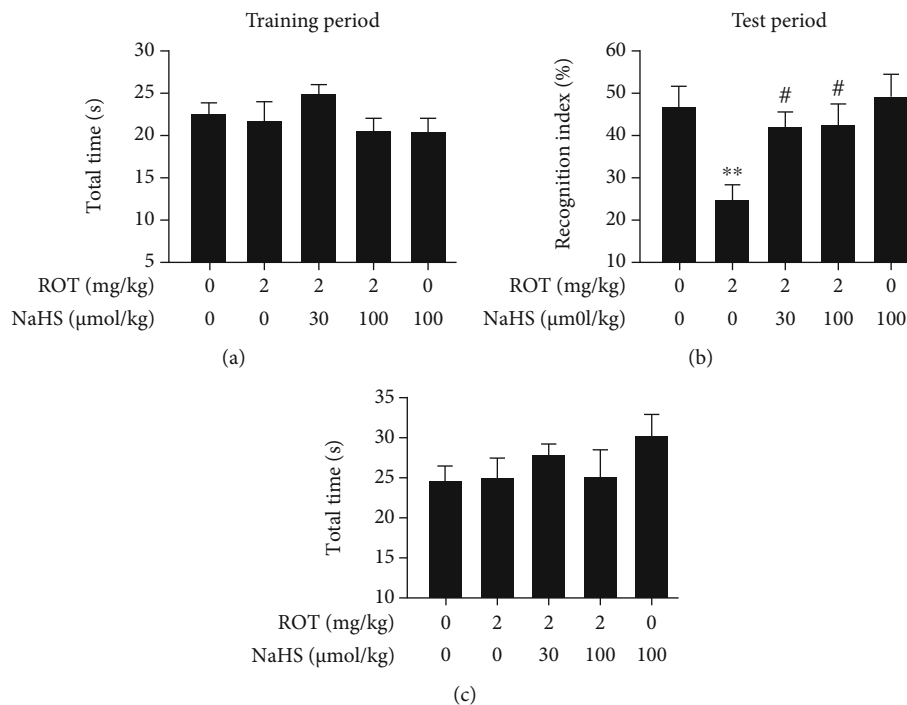 Training period
30
25
20
15
10
5
Total time (s)
ROT (mg/kg) 0 2 2 2 0
NaHS (μmol/kg) 0 0 30 100 100
(a)
Test period
60
50
40
30
20
10
Recognition index (%)
**
#
#
ROT (mg/kg) 0 2 2 2 0
NaHS (μm0l/kg) 0 0 30 100 100
(b)
35
30
25
20
15
10
Total time (s)
ROT (mg/kg) 0 2 2 2 0
NaHS (μmol/kg) 0 0 30 100 100
(c)